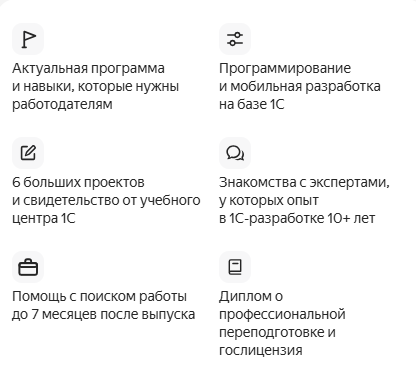 Актуальная программа
и навыки, которые нужны
работодателям
Программирование
и мобильная разработка
на базе 1С
6 больших проектов
и свидетельство от учебного
центра 1С
Знакомства с экспертами,
у которых опыт
в 1С-разработке 10+ лет
Помощь с поиском работы
до 7 месяцев после выпуска
Диплом о
профессиональной
переподготовке и
гослицензия